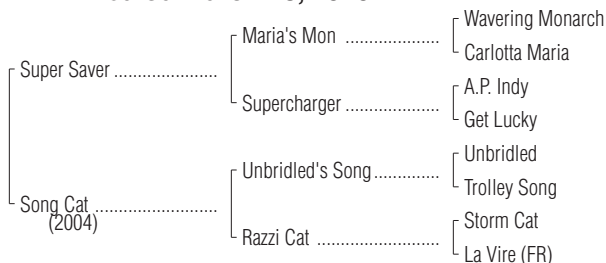 Wavering Monarch
Maria's Mon ..................
Carlotta Maria
Super Saver ....................
A.P. Indy
Supercharger ..................
Get Lucky
Unbridled
Unbridled's Song ..............
Trolley Song
Song Cat ........................
(2004)
Storm Cat
Razzi Cat ........................
La Vire (FR)